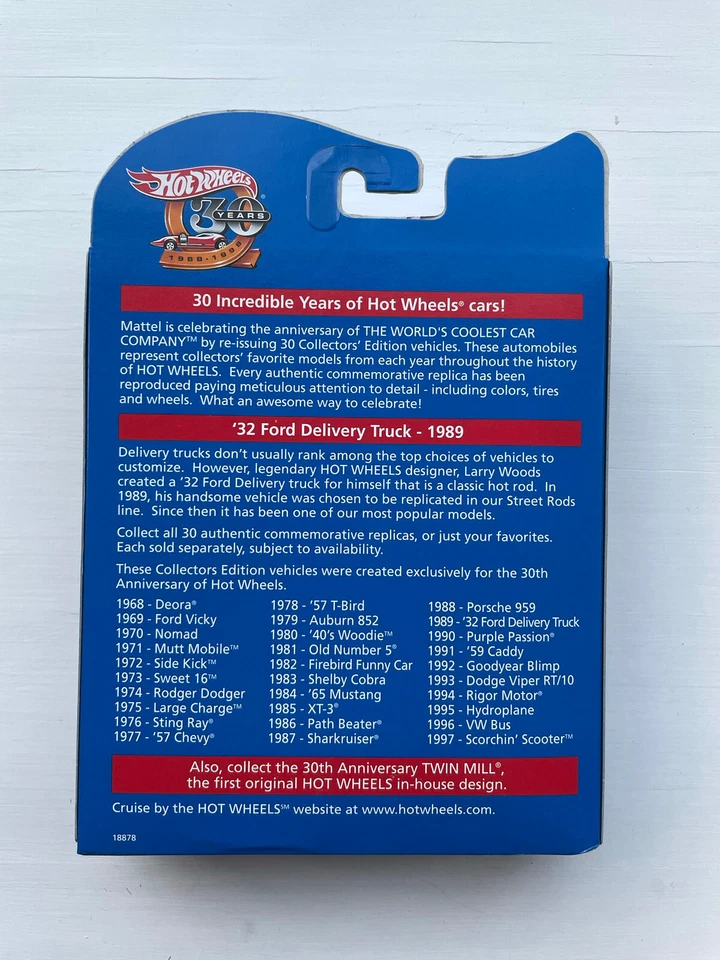 HOT WHEELS®
30 YEARS
1968-1998
30 Incredible Years of Hot Wheels® cars!
Mattel is celebrating the anniversary of THE WORLD'S COOLEST CAR
COMPANY™ by re-issuing 30 Collectors' Edition vehicles. These automobiles
represent collectors' favorite models from each year throughout the history
of HOT WHEELS. Every authentic commemorative replica has been
reproduced paying meticulous attention to detail - including colors, tires
and wheels. What an awesome way to celebrate!
'32 Ford Delivery Truck - 1989
Delivery trucks don't usually rank among the top choices of vehicles to
customize. However, legendary HOT WHEELS designer, Larry Woods
created a '32 Ford Delivery truck for himself that is a classic hot rod. In
1989, his handsome vehicle was chosen to be replicated in our Street Rods
line. Since then it has been one of our most popular models.
Collect all 30 authentic commemorative replicas, or just your favorites.
Each sold separately, subject to availability.
These Collectors Edition vehicles were created exclusively for the 30th
Anniversary of Hot Wheels.
1968 - Deora®
1969 - Ford Vicky
1970 - Nomad
1971 - Mutt Mobile™
1972 - Side Kick™
1973 - Sweet 16™
1974 - Rodger Dodger
1975 - Large Charge™
1976 - Sting Ray®
1977 - '57 Chevy®
1978 - '57 T-Bird
1979 - Auburn 852
1980 - '40's Woodie™
1981 - Old Number 5®
1982 - Firebird Funny Car
1983 - Shelby Cobra
1984 - '65 Mustang
1985 - XT-3®
1986 - Path Beater®
1987 - Sharkruiser®
1988 - Porsche 959
1989 - '32 Ford Delivery Truck
1990 - Purple Passion®
1991 - '59 Caddy
1992 - Goodyear Blimp
1993 - Dodge Viper RT/10
1994 - Rigor Motor®
1995 - Hydroplane
1996 - VW Bus
1997 - Scorchin' Scooter™
Also, collect the 30th Anniversary TWIN MILL®,
the first original HOT WHEELS in-house design.
Cruise by the HOT WHEELS℠ website at www.hotwheels.com.
18878